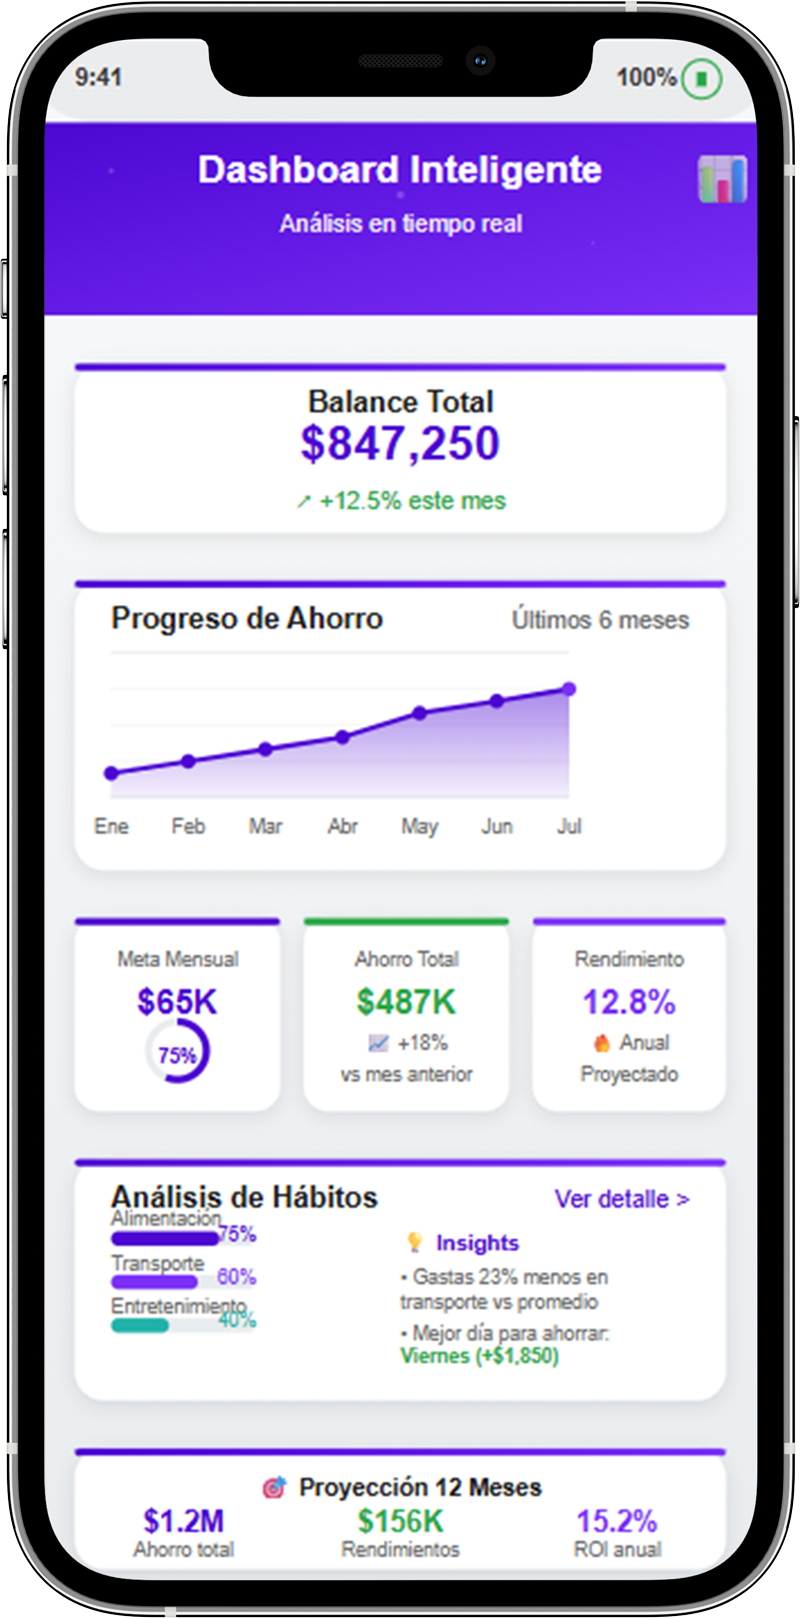 9:41
100%
Dashboard Inteligente
Análisis en tiempo real
Balance Total
$847,250
↗ +12.5% este mes
Progreso de Ahorro
Últimos 6 meses
Ene Feb Mar Abr May Jun Jul
Meta Mensual
$65K
75%
Ahorro Total
$487K
+18%
vs mes anterior
Rendimiento
12.8%
Anual
Proyectado
Análisis de Hábitos
Ver detalle >
Alimentación
75%
Transporte
60%
Entretenimiento
40%
Insights
• Gastas 23% menos en
transporte vs promedio
• Mejor día para ahorrar:
Viernes (+$1,850)
Proyección 12 Meses
$1.2M
Ahorro total
$156K
Rendimientos
15.2%
ROI anual